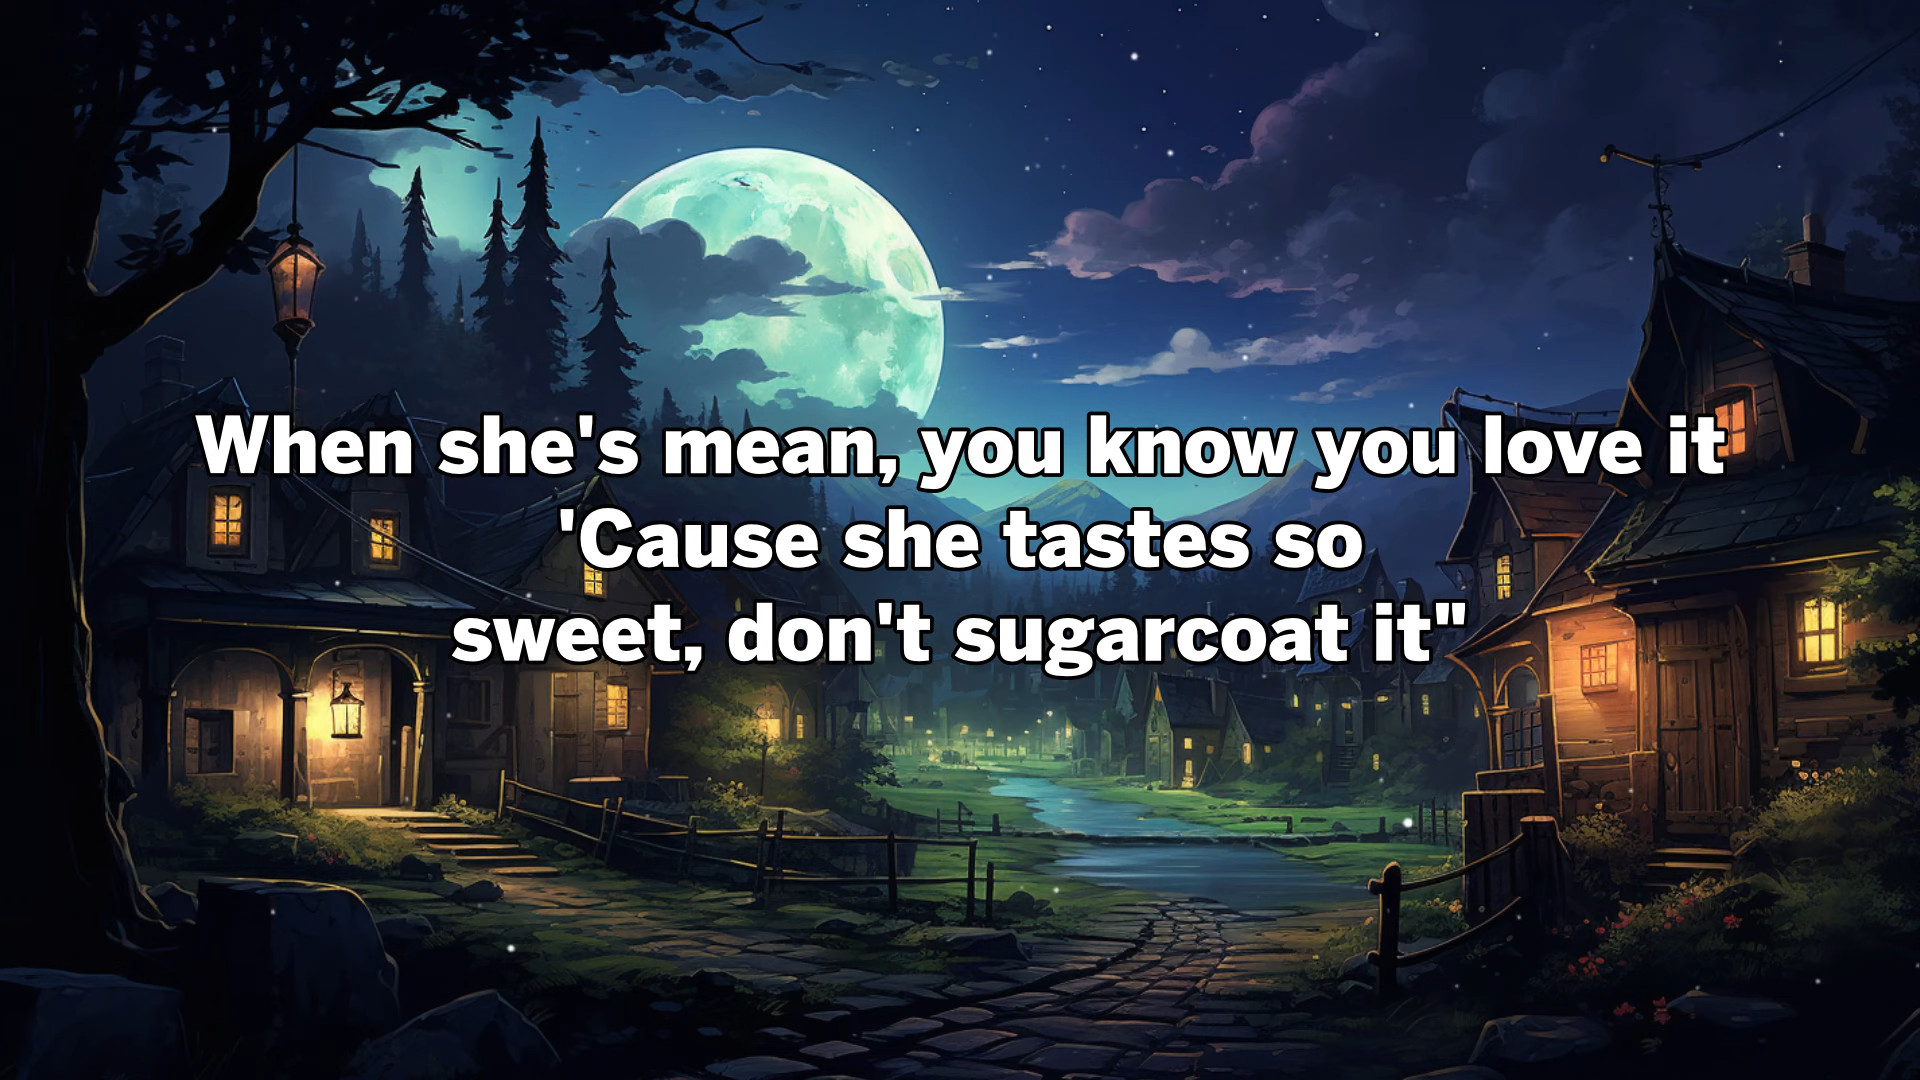 When she's mean, you know you love it
'Cause she tastes so
sweet, don't sugarcoat it"